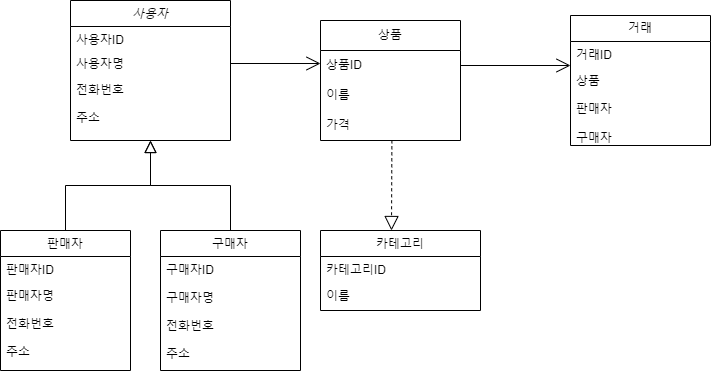 사용자
사용자ID
사용자명
전화번호
주소
상품
상품ID
이름
가격
거래
거래ID
상품
판매자
구매자
판매자
판매자ID
판매자명
전화번호
주소
구매자
구매자ID
구매자명
전화번호
주소
카테고리
카테고리ID
이름